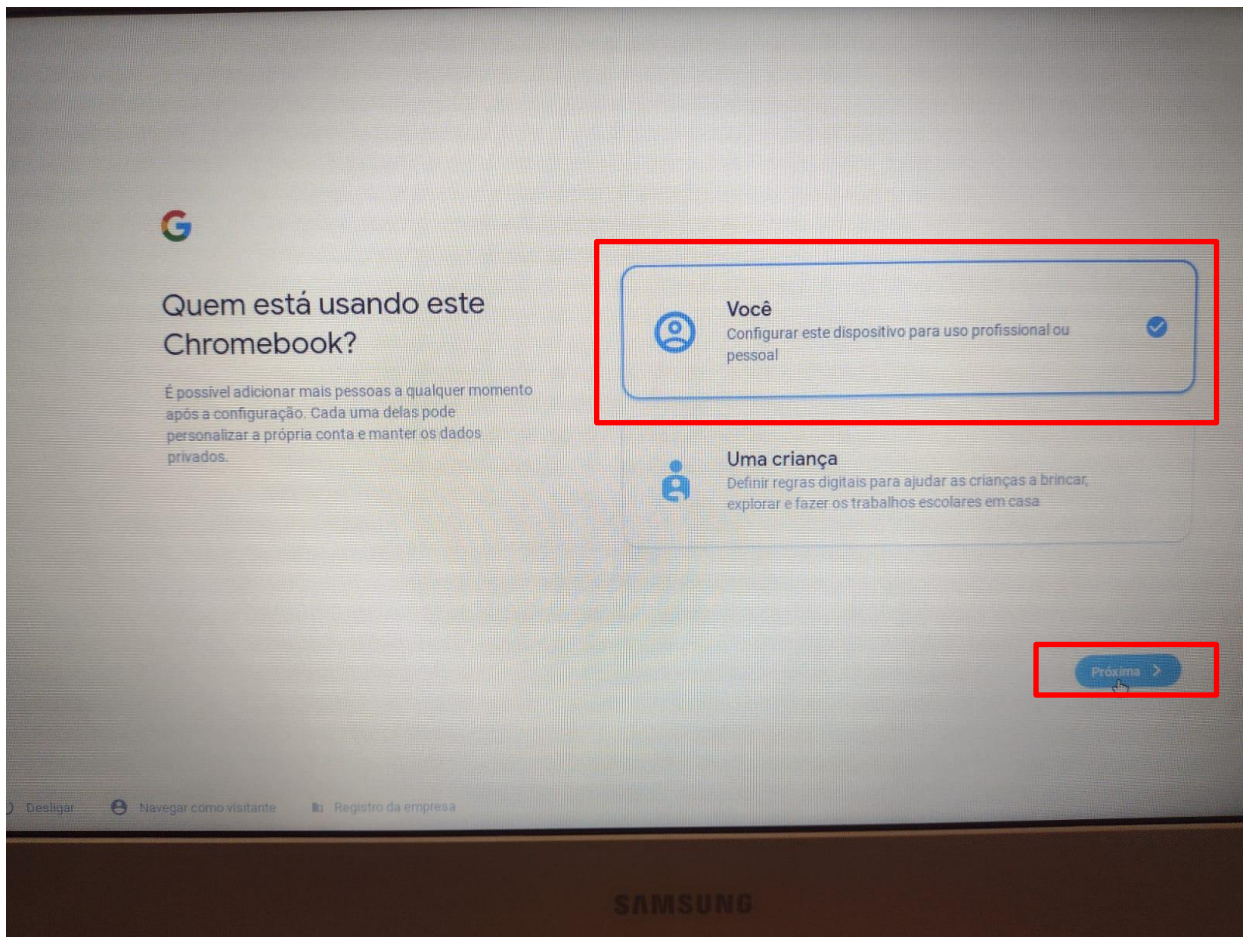 Quem está usando este
Chromebook?
É possível adicionar mais pessoas a qualquer momento
após a configuração. Cada uma delas pode
personalizar a própria conta e manter os dados
privados.
Você
Configurar este dispositivo para uso profissional ou
pessoal
Uma criança
Definir regras digitais para ajudar as crianças a brincar,
explorar e fazer os trabalhos escolares em casa
Próxima
Desligar
Navegar como visitante
Registro da empresa
SAMSUNG